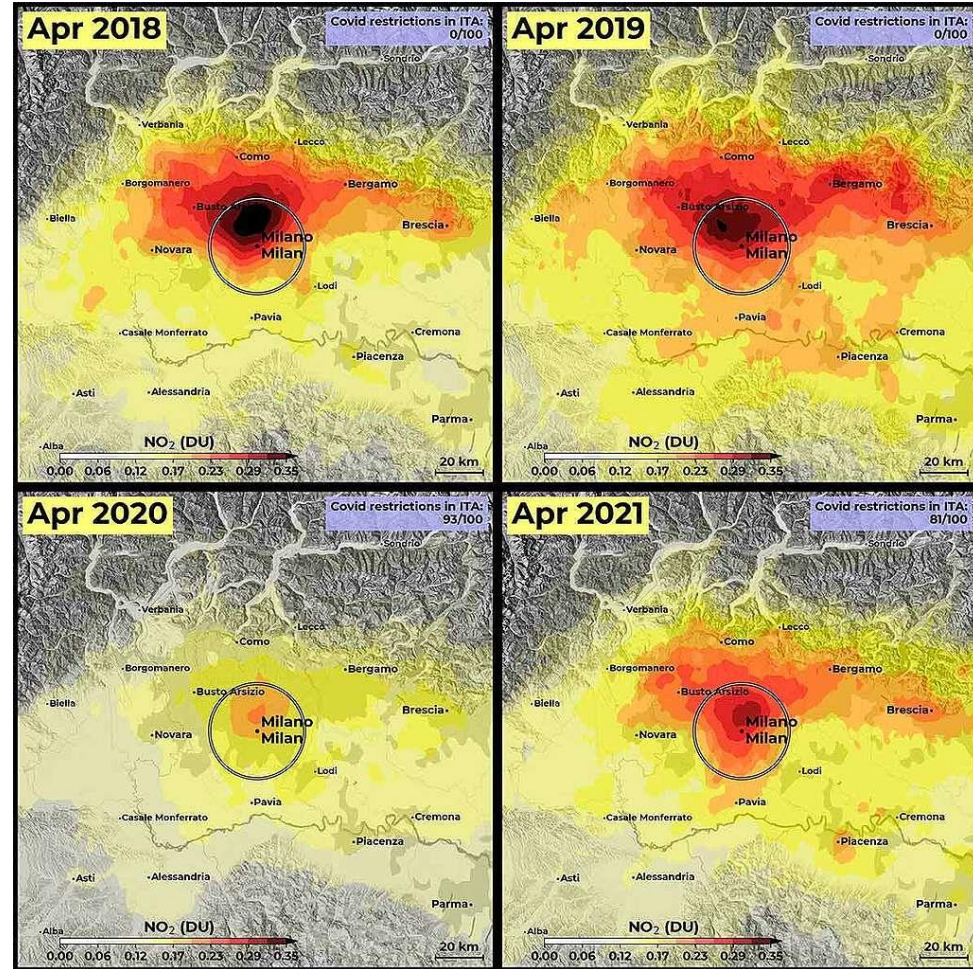 Apr 2018
Covid restrictions in ITA:
0/100
Sondrio
Verbania
Lecco
Como
Borgomanero
Bergamo
Busto Arsizio
Biella
Brescia
Milano
Milan
Novara
Lodi
Pavia
Casale Monferrato
Cremona
Piacenza
Asti
Alessandria
Parma
Alba
NO₂ (DU)
0.00 0.06 0.12 0.17 0.23 0.29 0.35
20 km
Apr 2019
Covid restrictions in ITA:
0/100
Sondrio
Verbania
Lecco
Como
Borgomanero
Bergamo
Busto Arsizio
Biella
Brescia
Milano
Milan
Novara
Lodi
Pavia
Casale Monferrato
Cremona
Piacenza
Asti
Alessandria
Parma
Alba
NO₂ (DU)
0.00 0.06 0.12 0.17 0.23 0.29 0.35
20 km
Apr 2020
Covid restrictions in ITA:
93/100
Sondrio
Verbania
Lecco
Como
Borgomanero
Bergamo
Busto Arsizio
Biella
Brescia
Milano
Milan
Novara
Lodi
Pavia
Casale Monferrato
Cremona
Piacenza
Asti
Alessandria
Parma
Alba
NO₂ (DU)
0.00 0.06 0.12 0.17 0.23 0.29 0.35
20 km
Apr 2021
Covid restrictions in ITA:
81/100
Sondrio
Verbania
Lecco
Como
Borgomanero
Bergamo
Busto Arsizio
Biella
Brescia
Milano
Milan
Novara
Lodi
Pavia
Casale Monferrato
Cremona
Piacenza
Asti
Alessandria
Parma
Alba
NO₂ (DU)
0.00 0.06 0.12 0.17 0.23 0.29 0.35
20 km